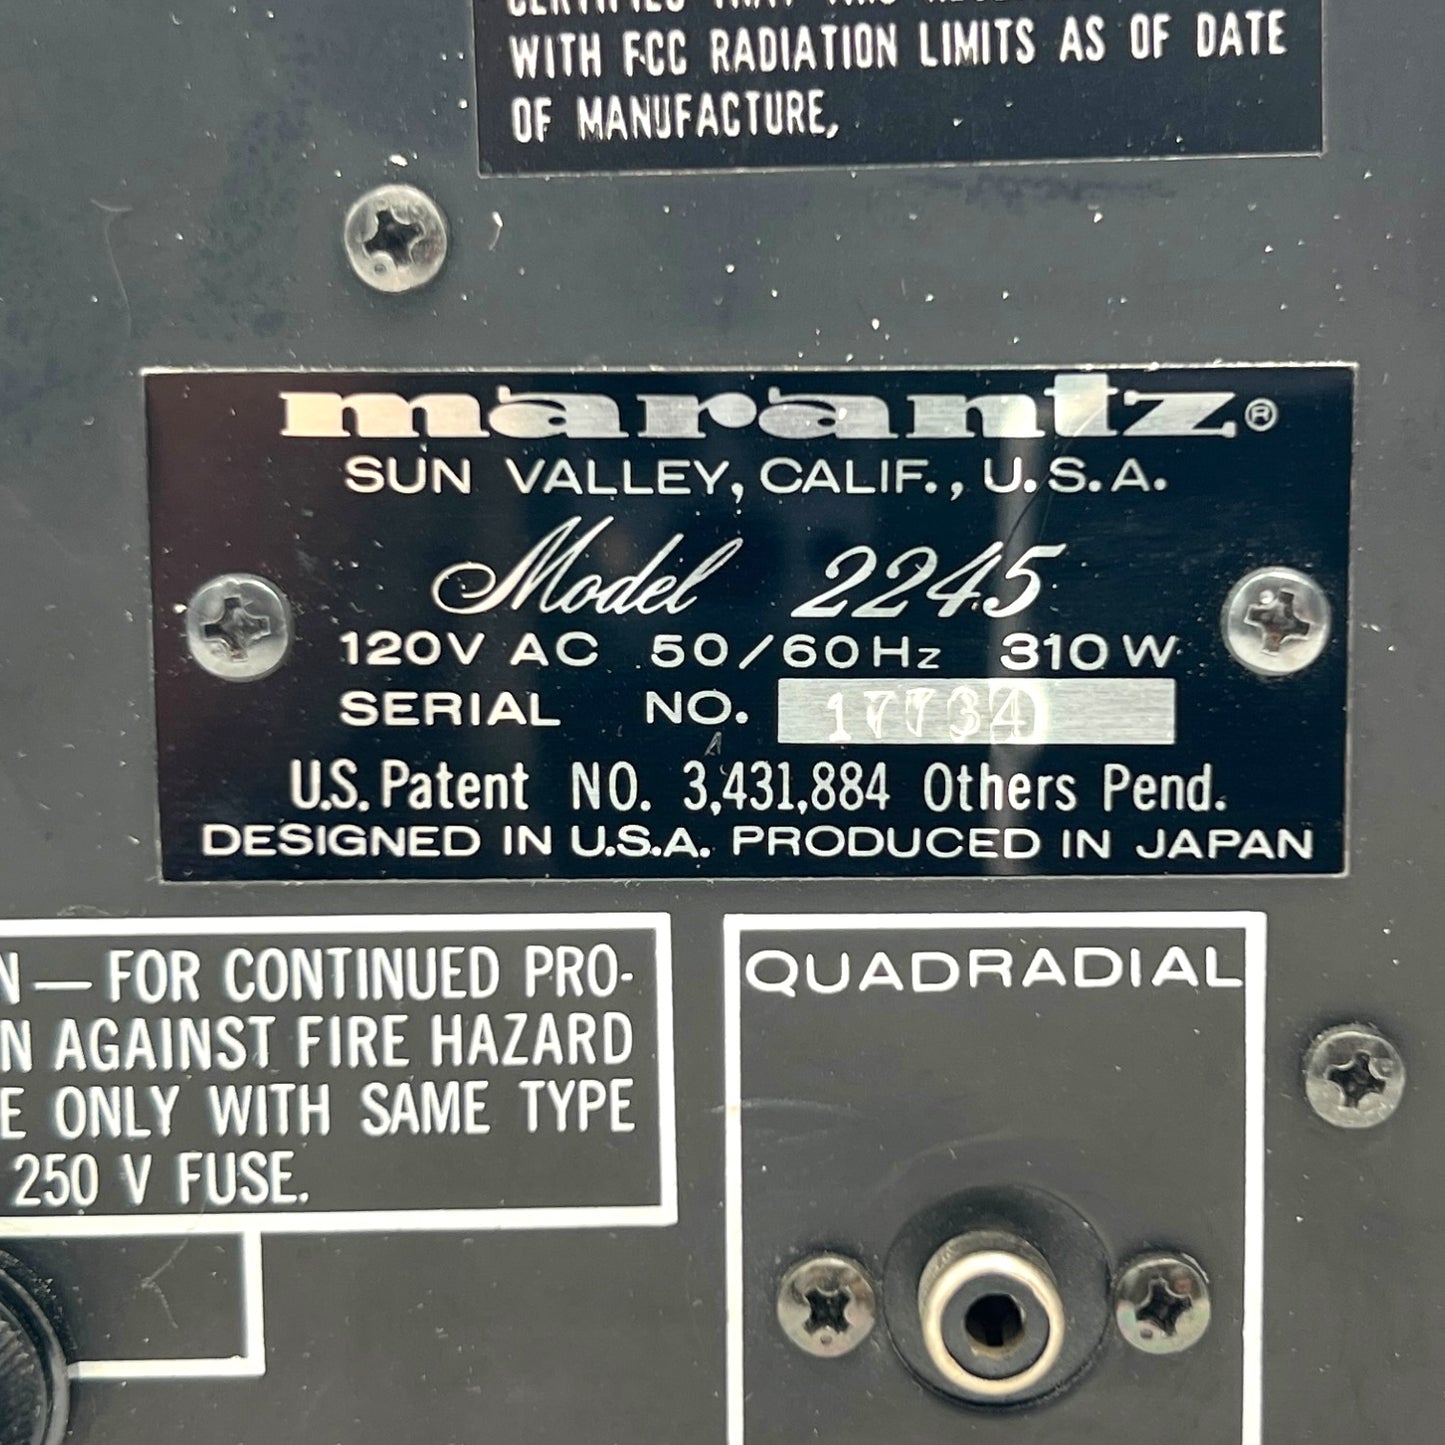 WITH FCC RADIATION LIMITS AS OF DATE
OF MANUFACTURE,
marantz®
SUN VALLEY, CALIF., U.S.A.
Model 2245
120V AC 50/60Hz 310W
SERIAL NO. 17734
U.S. Patent NO. 3,431,884 Others Pend.
DESIGNED IN U.S.A. PRODUCED IN JAPAN
N — FOR CONTINUED PRO-
N AGAINST FIRE HAZARD
E ONLY WITH SAME TYPE
250 V FUSE.
QUADRADIAL